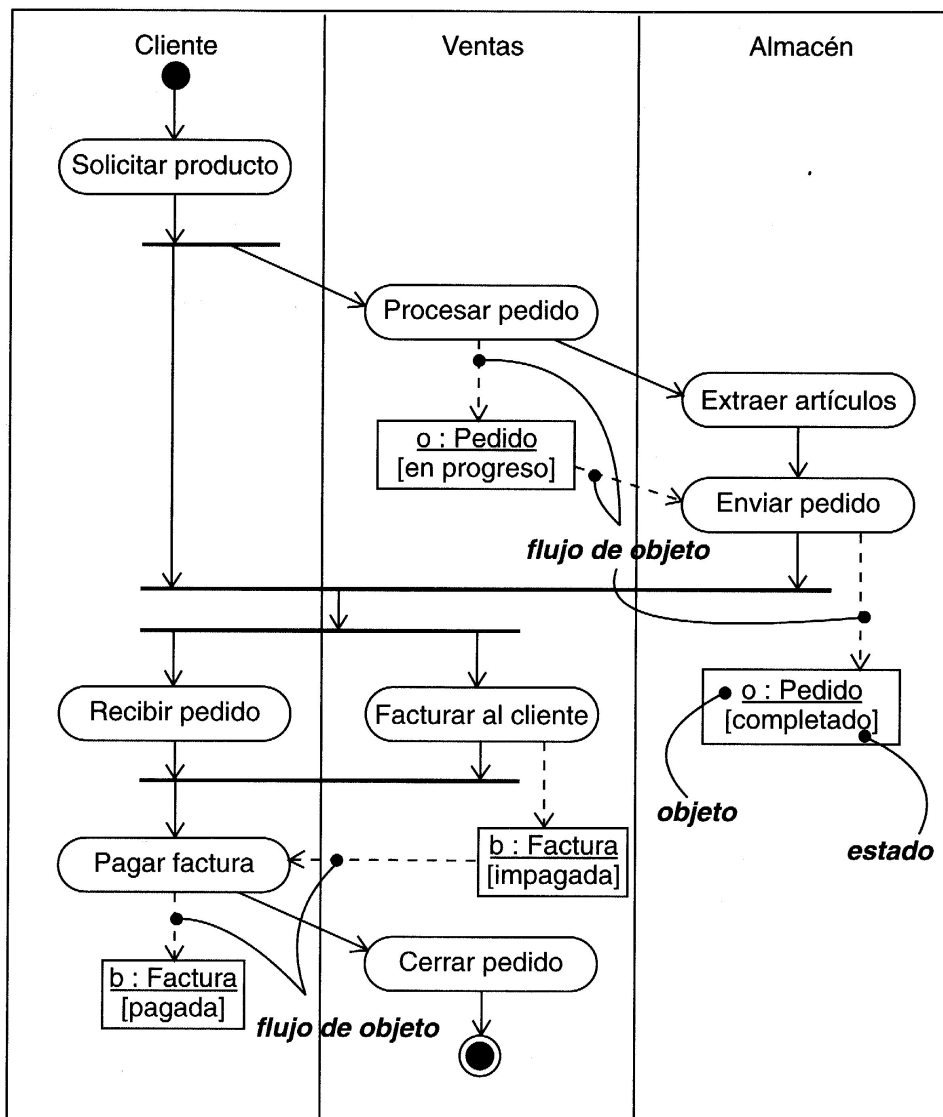 Cliente
Ventas
Almacén
Solicitar producto
Procesar pedido
Extraer artículos
o : Pedido
[en progreso]
Enviar pedido
flujo de objeto
Recibir pedido
Facturar al cliente
o : Pedido
[completado]
objeto
estado
Pagar factura
b : Factura
[impagada]
Cerrar pedido
b : Factura
[pagada]
flujo de objeto